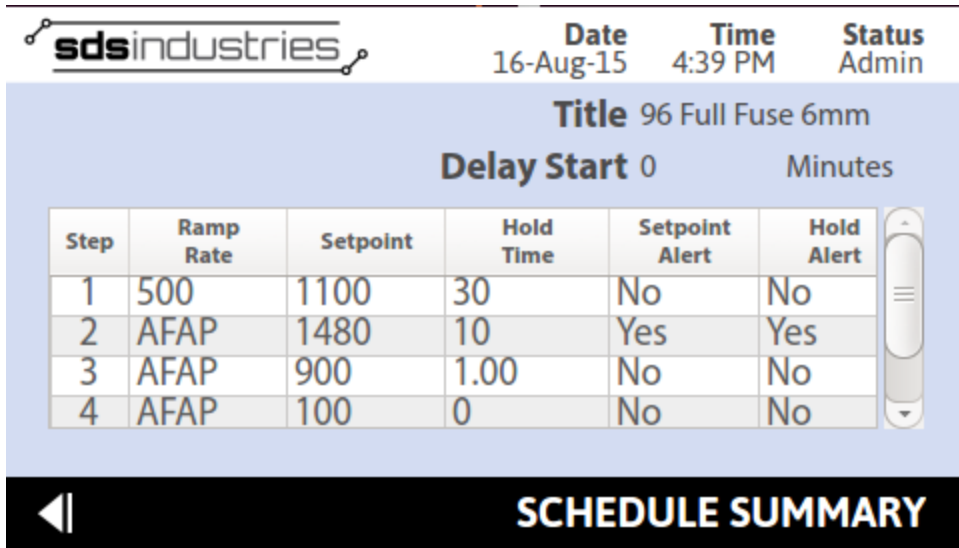 sdsindustries
Date Time Status
16-Aug-15 4:39 PM Admin
Title 96 Full Fuse 6mm
Delay Start 0 Minutes
Step Ramp Rate Setpoint Hold Time Setpoint Alert Hold Alert
1 500 1100 30 No No
2 AFAP 1480 10 Yes Yes
3 AFAP 900 1.00 No No
4 AFAP 100 0 No No
SCHEDULE SUMMARY